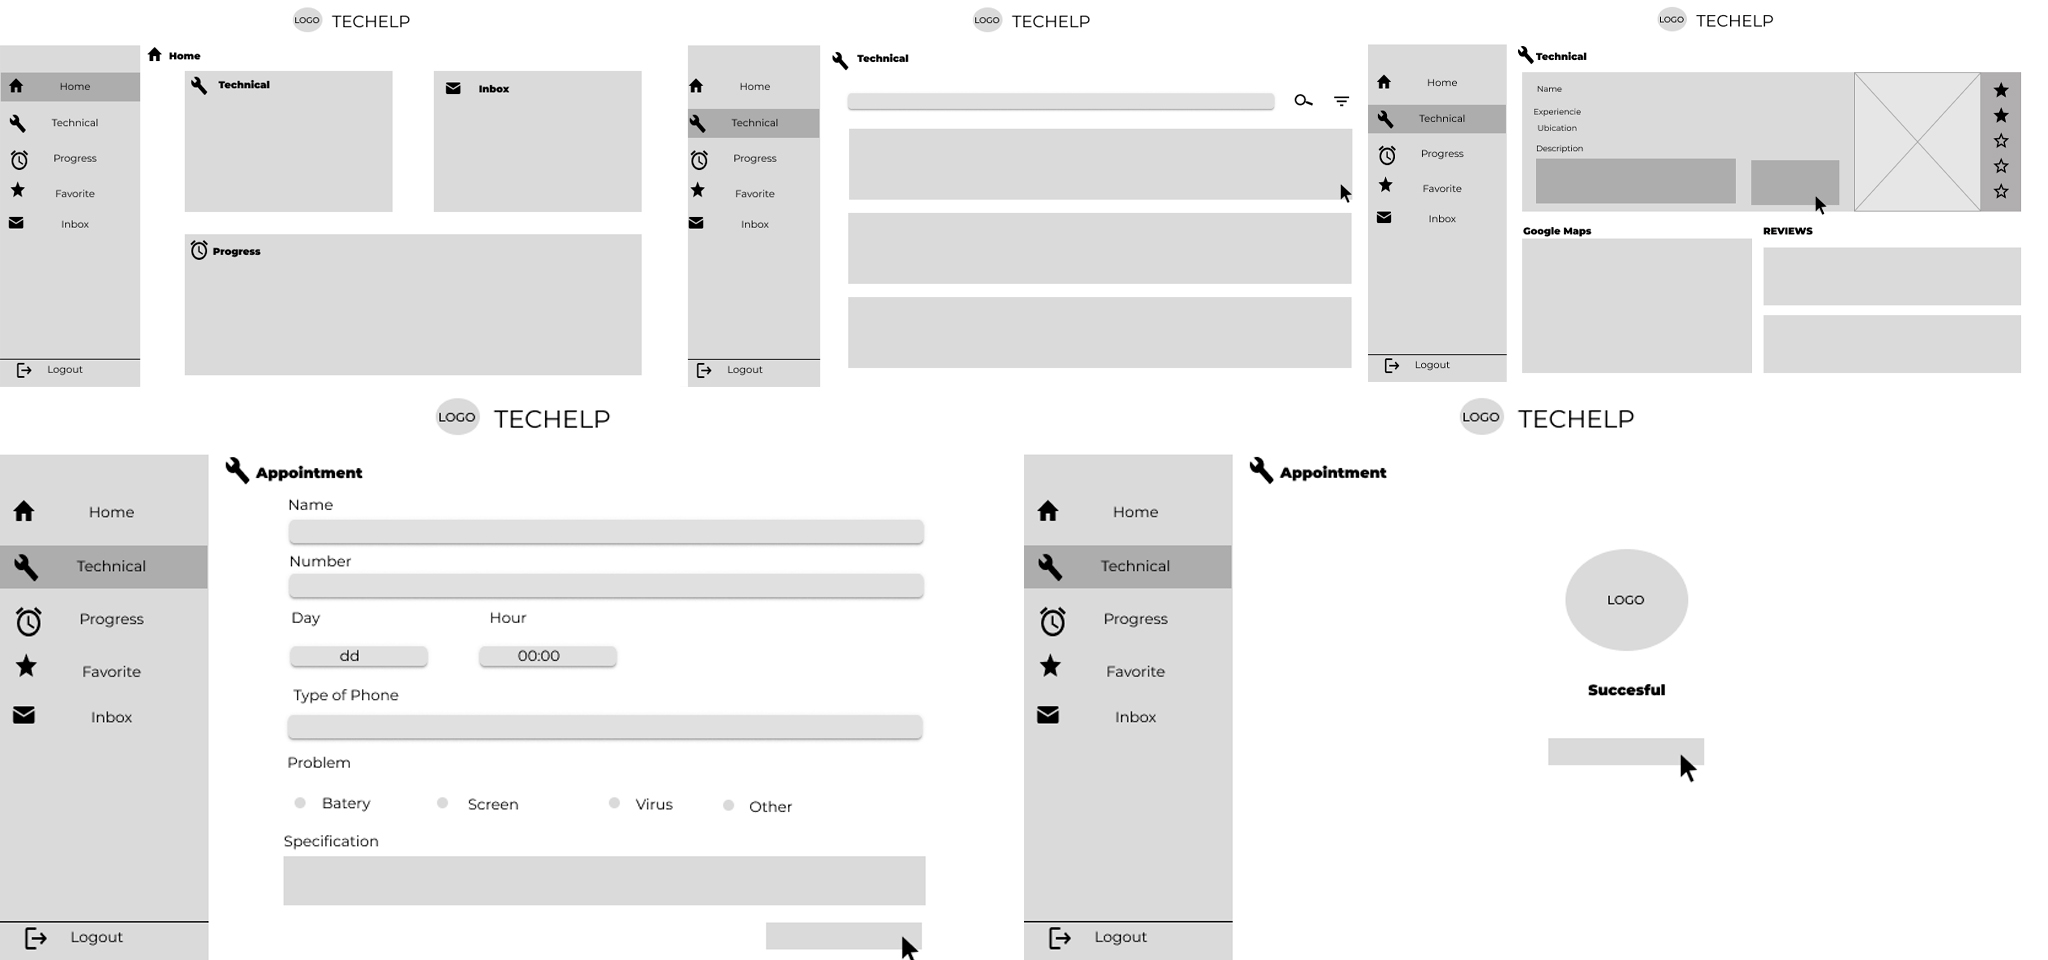 LOGO TECHELP
Home
Home
Technical
Progress
Favorite
Inbox
Logout
Technical
Inbox
Progress
LOGO TECHELP
Technical
Home
Technical
Progress
Favorite
Inbox
Logout
LOGO TECHELP
Technical
Home
Technical
Progress
Favorite
Inbox
Logout
Name
Experiencie
Ubication
Description
Google Maps
REVIEWS
LOGO TECHELP
Appointment
Home
Technical
Progress
Favorite
Inbox
Logout
Name
Number
Day Hour
dd 00:00
Type of Phone
Problem
Batery Screen Virus Other
Specification
LOGO TECHELP
Appointment
Home
Technical
Progress
Favorite
Inbox
Logout
LOGO
Succesful